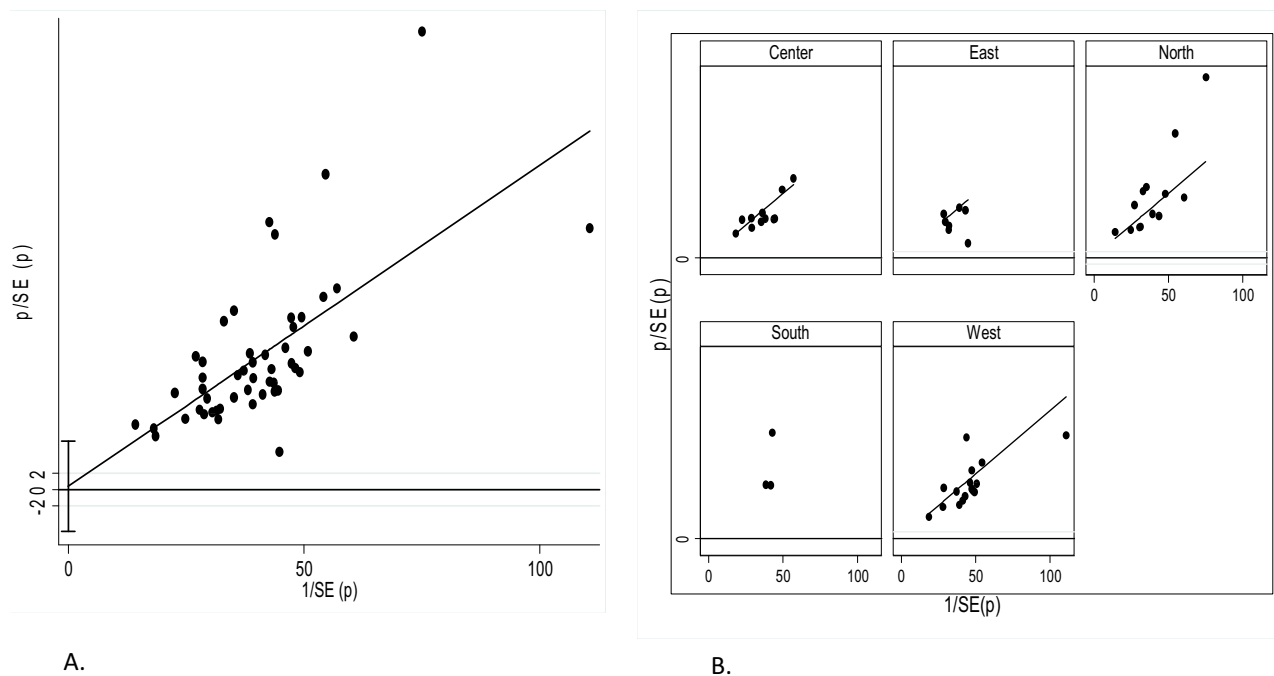 p/SE (p)
-2 0 2
0
50
100
1/SE (p)
A.
Center
East
North
0
0
50
100
p/SE(p)
South
West
0
0
50
100
0
50
100
1/SE(p)
B.